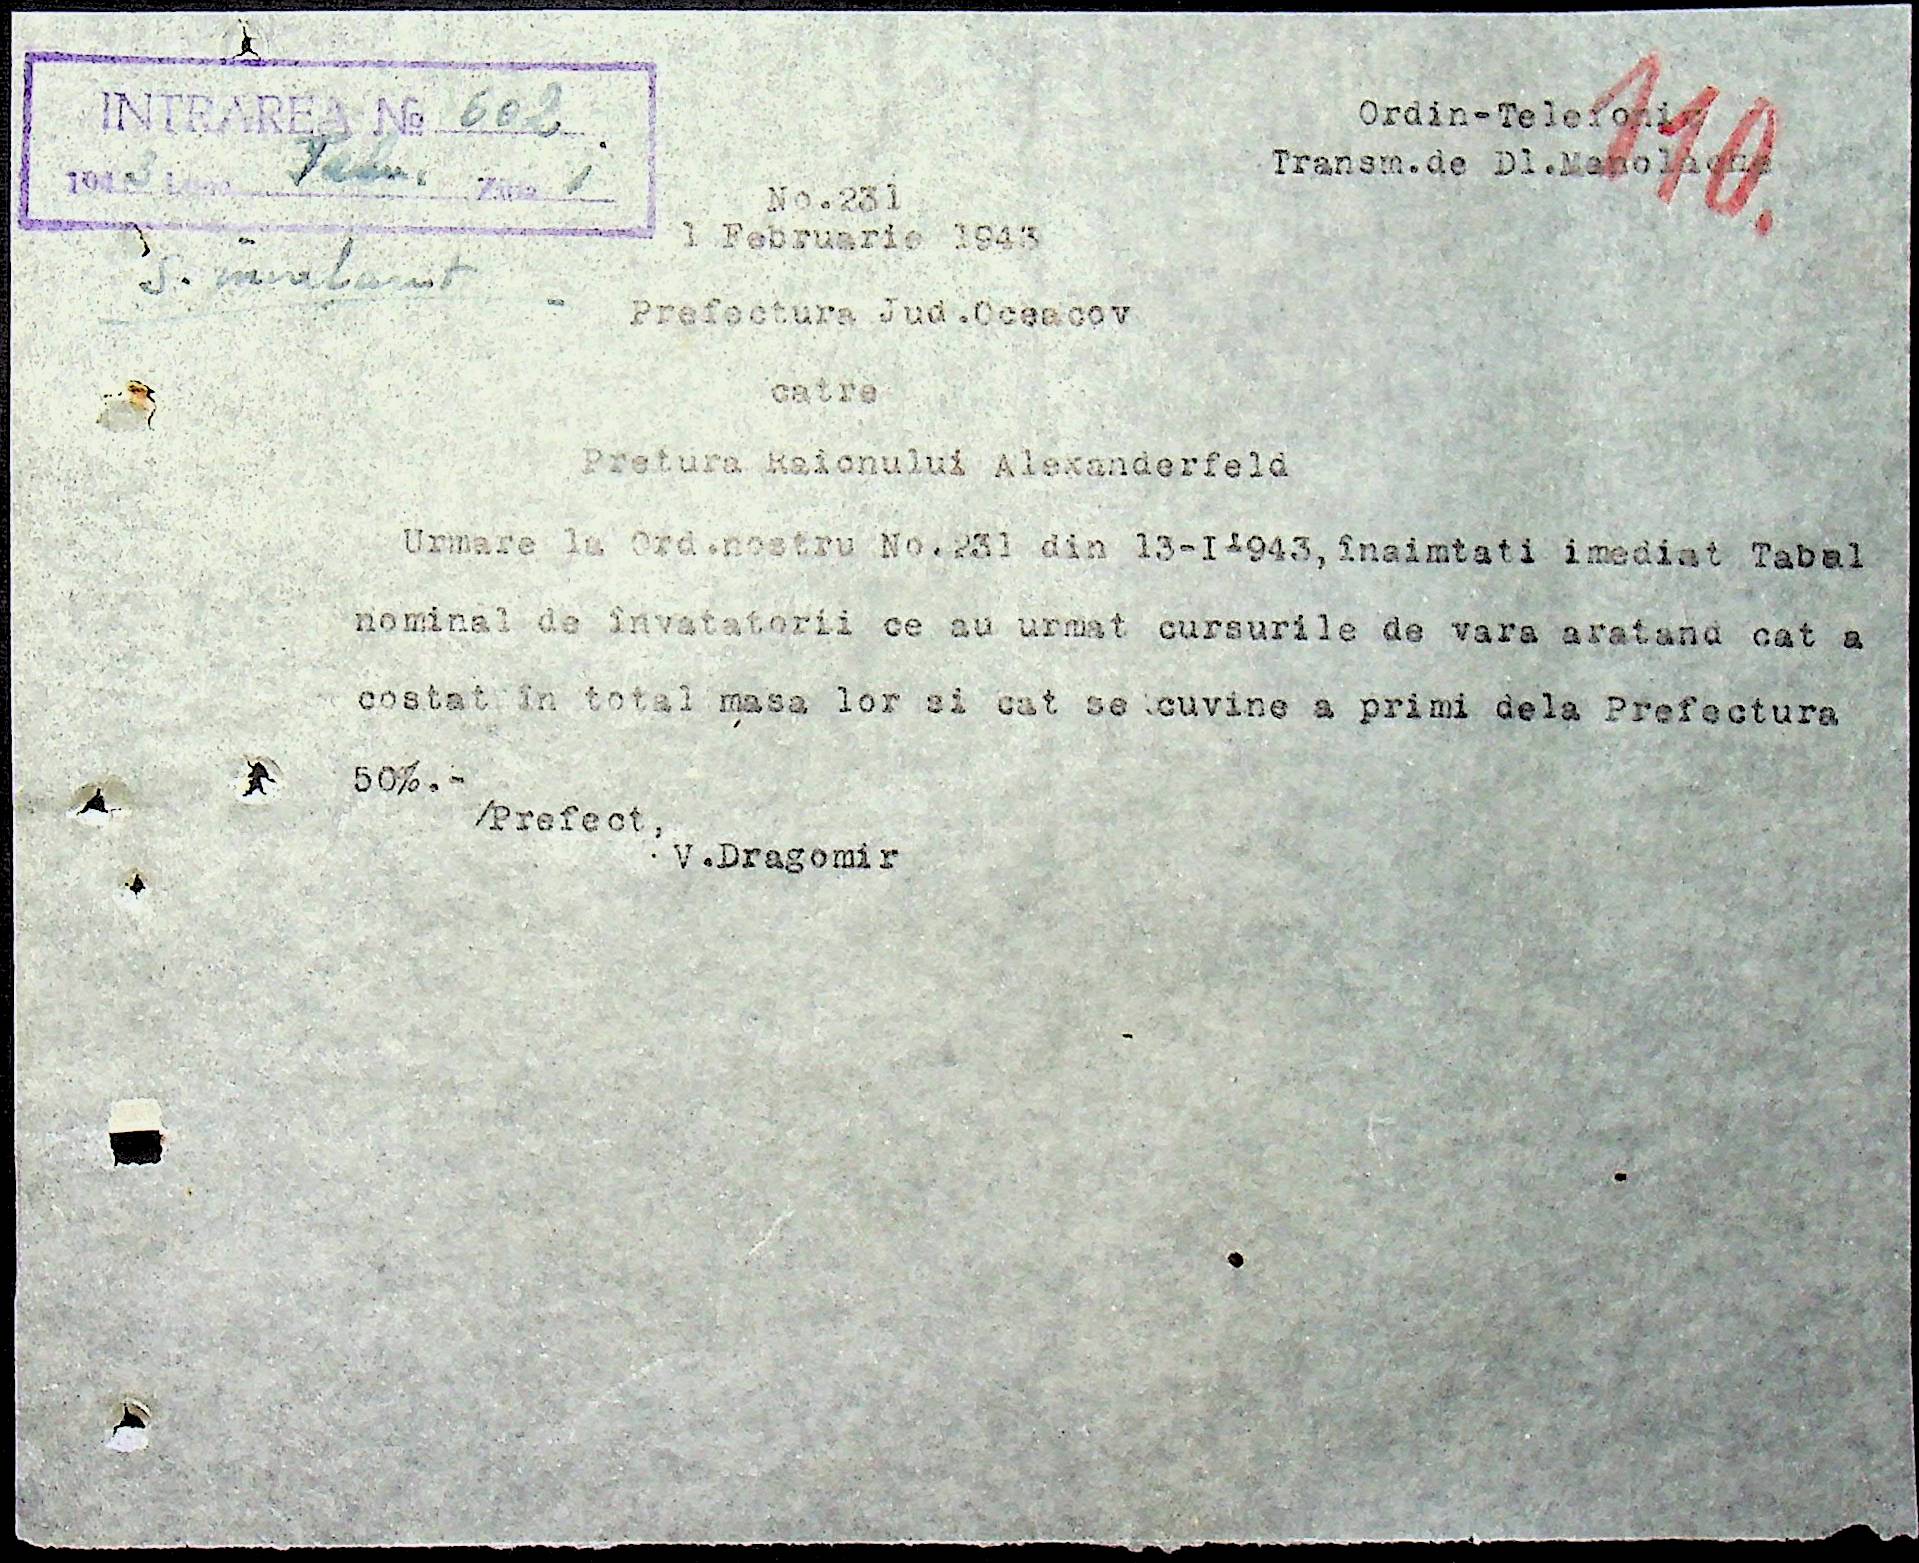 INTRAREA № 602
1943 Luna Febr. Ziua 1
Ordin-Telefonic
Transm.de Dl.Manolache
110.
No.231
1 Februarie 1943
Prefectura Jud.Oceacov
catre
Pretura Raionului Alexanderfeld
Urmare la Ord.nostru No.231 din 13-I-1943,înaimtati imediat Tabel
nominal de învatatorii ce au urmat cursurile de vara aratand cat a
costat în total masa lor si cat se cuvine a primi dela Prefectura
50%.-
/Prefect,
V.Dragomir